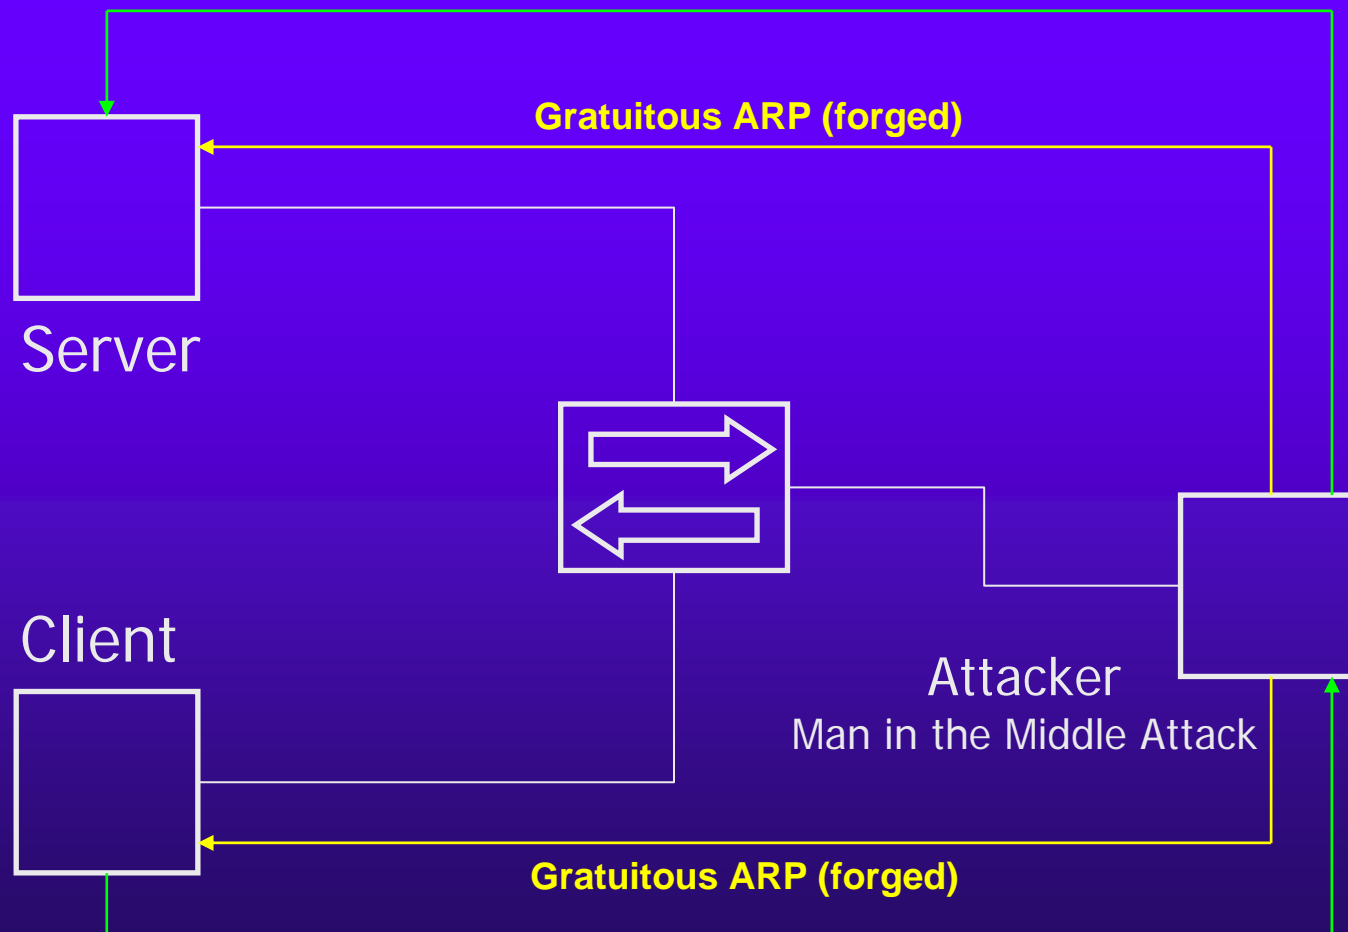 Gratuitous ARP (forged)
Server
Client
Attacker
Man in the Middle Attack
Gratuitous ARP (forged)